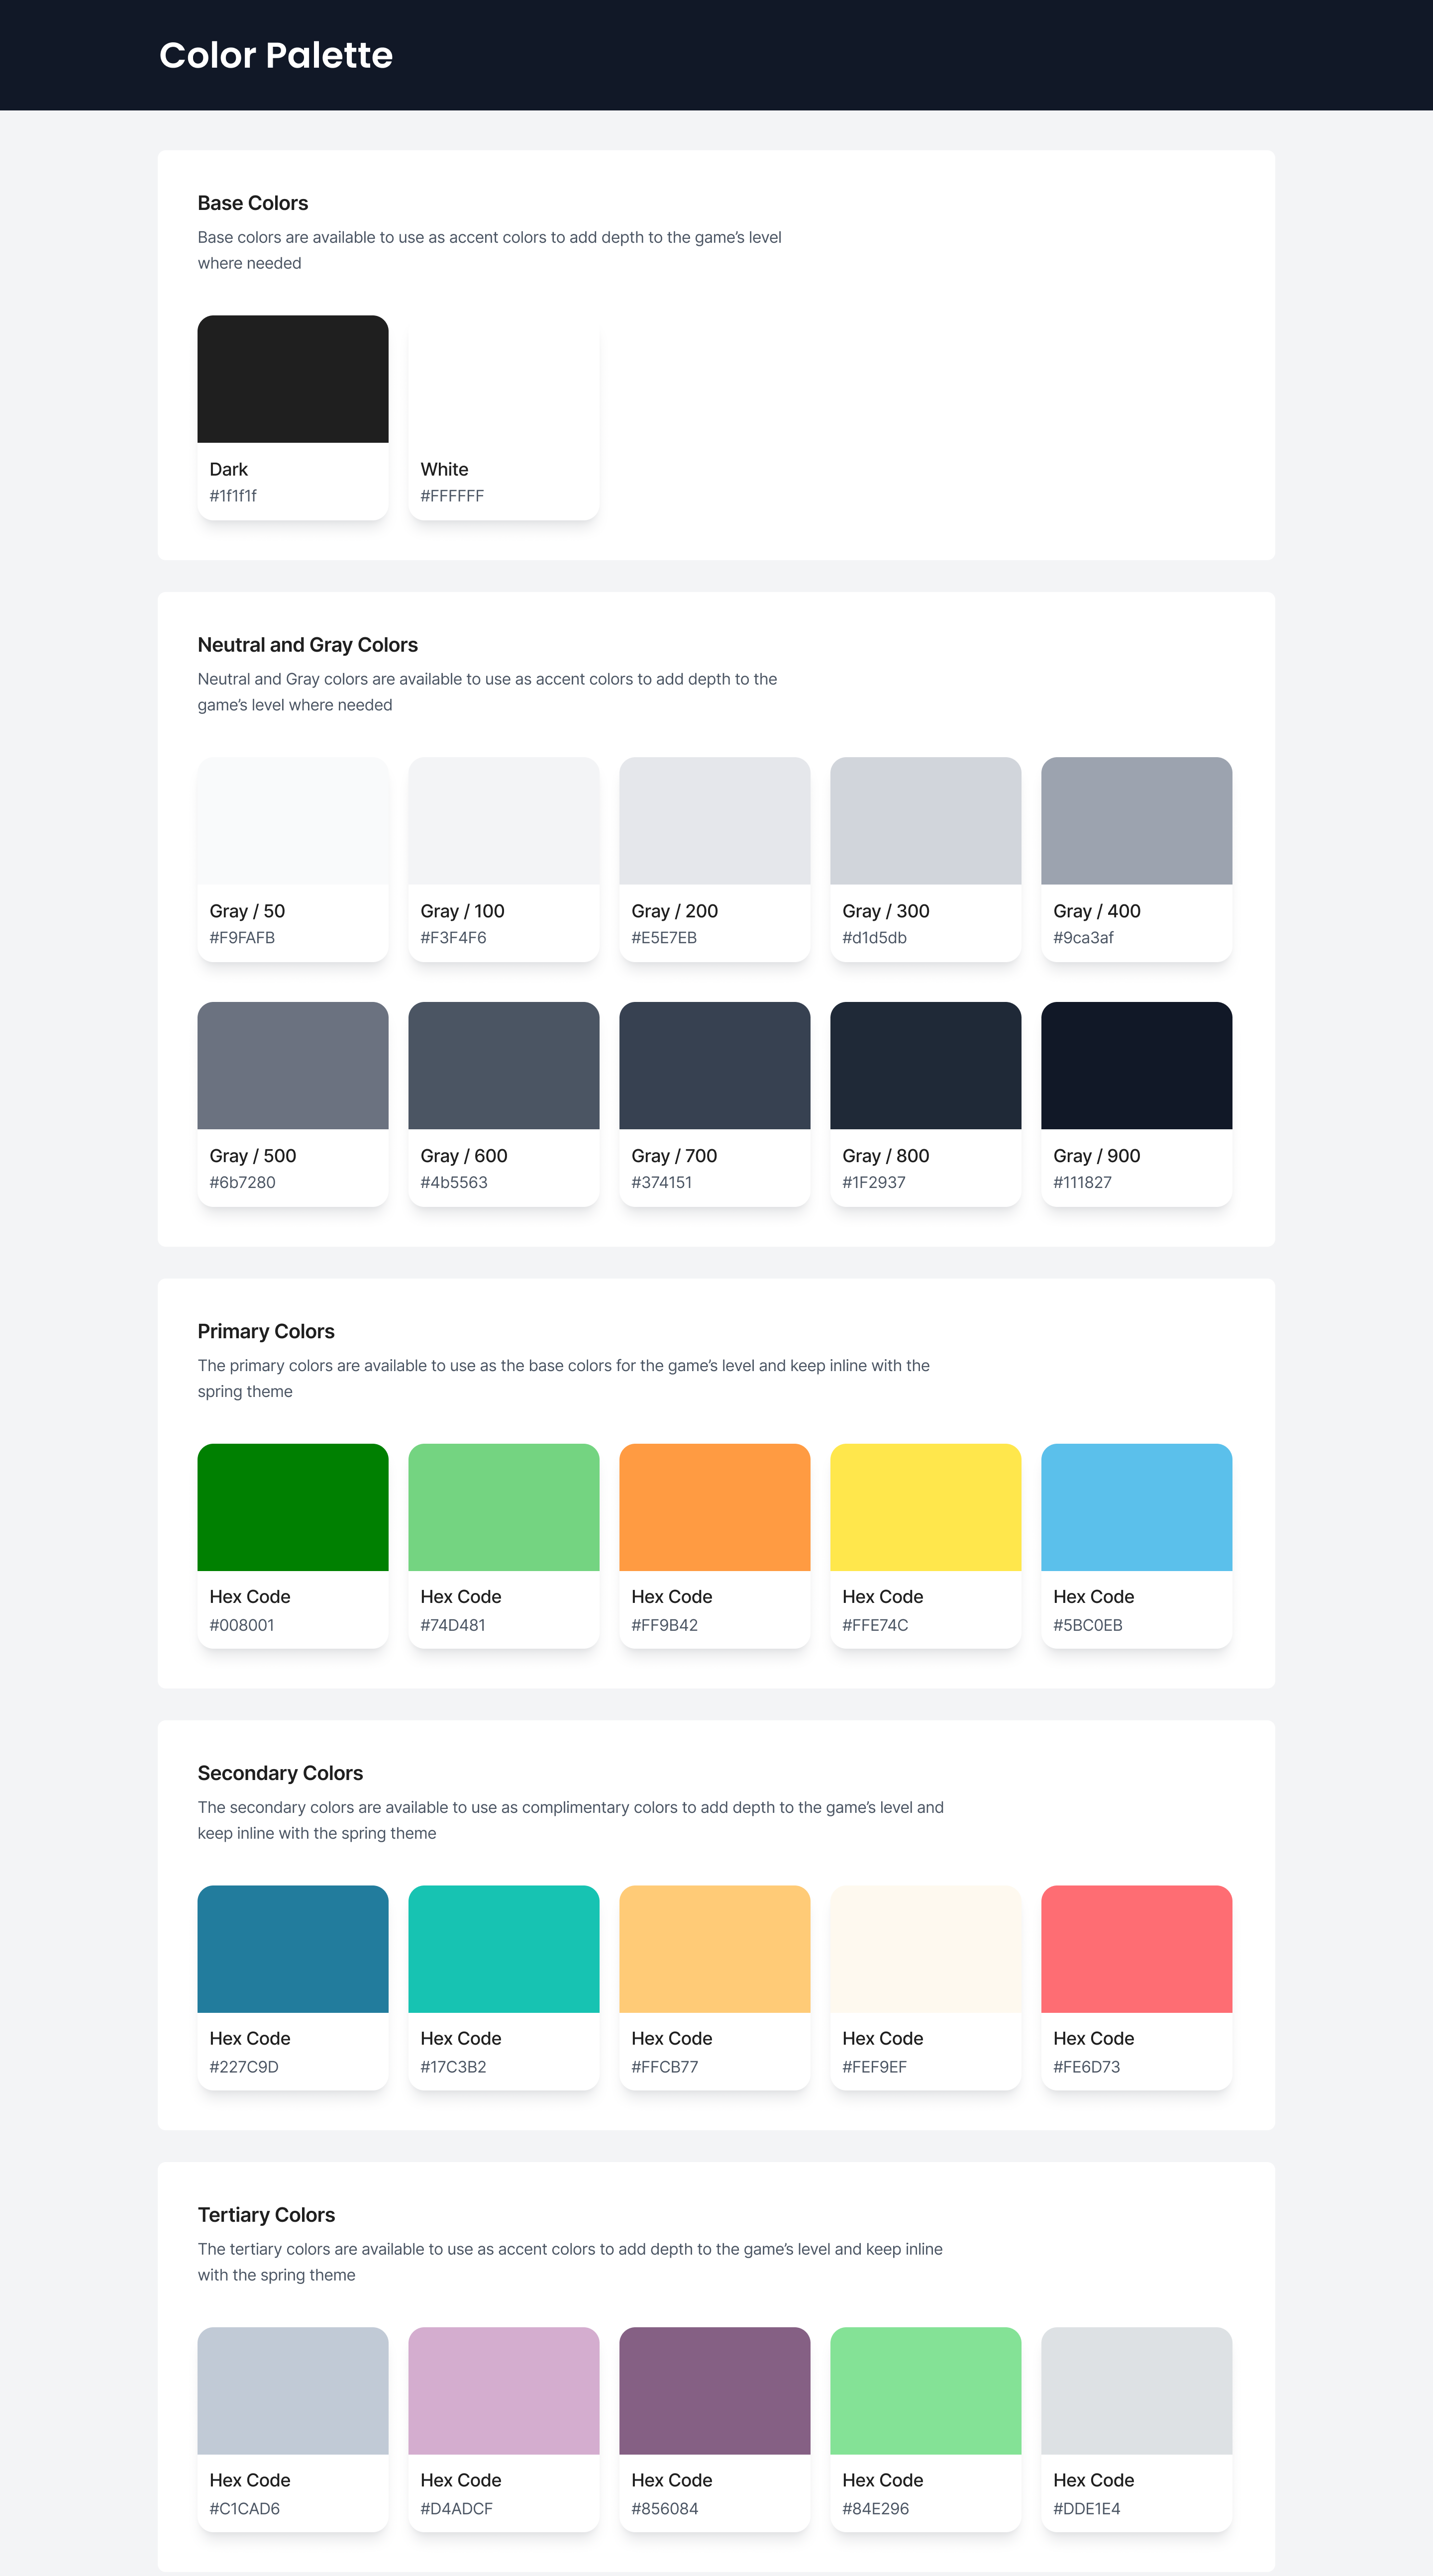 Color Palette
Base Colors
Base colors are available to use as accent colors to add depth to the game’s level
where needed
Dark
#1f1f1f
White
#FFFFFF
Neutral and Gray Colors
Neutral and Gray colors are available to use as accent colors to add depth to the
game’s level where needed
Gray / 50
#F9FAFB
Gray / 100
#F3F4F6
Gray / 200
#E5E7EB
Gray / 300
#d1d5db
Gray / 400
#9ca3af
Gray / 500
#6b7280
Gray / 600
#4b5563
Gray / 700
#374151
Gray / 800
#1F2937
Gray / 900
#111827
Primary Colors
The primary colors are available to use as the base colors for the game’s level and keep inline with the
spring theme
Hex Code
#008001
Hex Code
#74D481
Hex Code
#FF9B42
Hex Code
#FFE74C
Hex Code
#5BC0EB
Secondary Colors
The secondary colors are available to use as complimentary colors to add depth to the game’s level and
keep inline with the spring theme
Hex Code
#227C9D
Hex Code
#17C3B2
Hex Code
#FFCB77
Hex Code
#FEF9EF
Hex Code
#FE6D73
Tertiary Colors
The tertiary colors are available to use as accent colors to add depth to the game’s level and keep inline
with the spring theme
Hex Code
#C1CAD6
Hex Code
#D4ADCF
Hex Code
#856084
Hex Code
#84E296
Hex Code
#DDE1E4